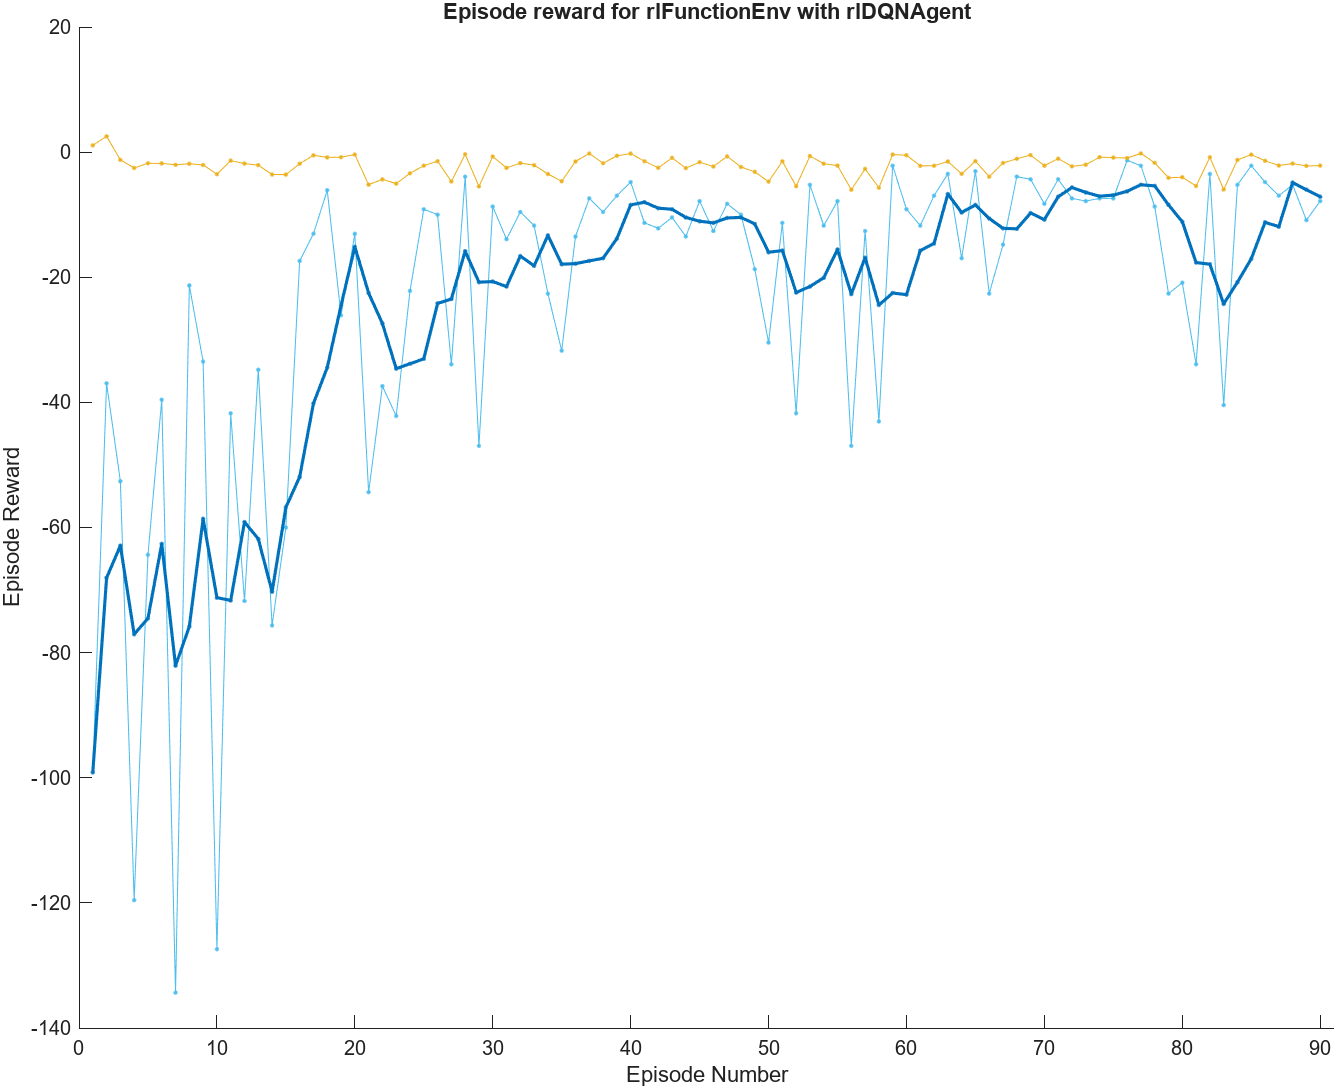 Episode reward for rlFunctionEnv with rlDQNAgent
20
0
-20
-40
-60
-80
-100
-120
-140
Episode Reward
0 10 20 30 40 50 60 70 80 90
Episode Number